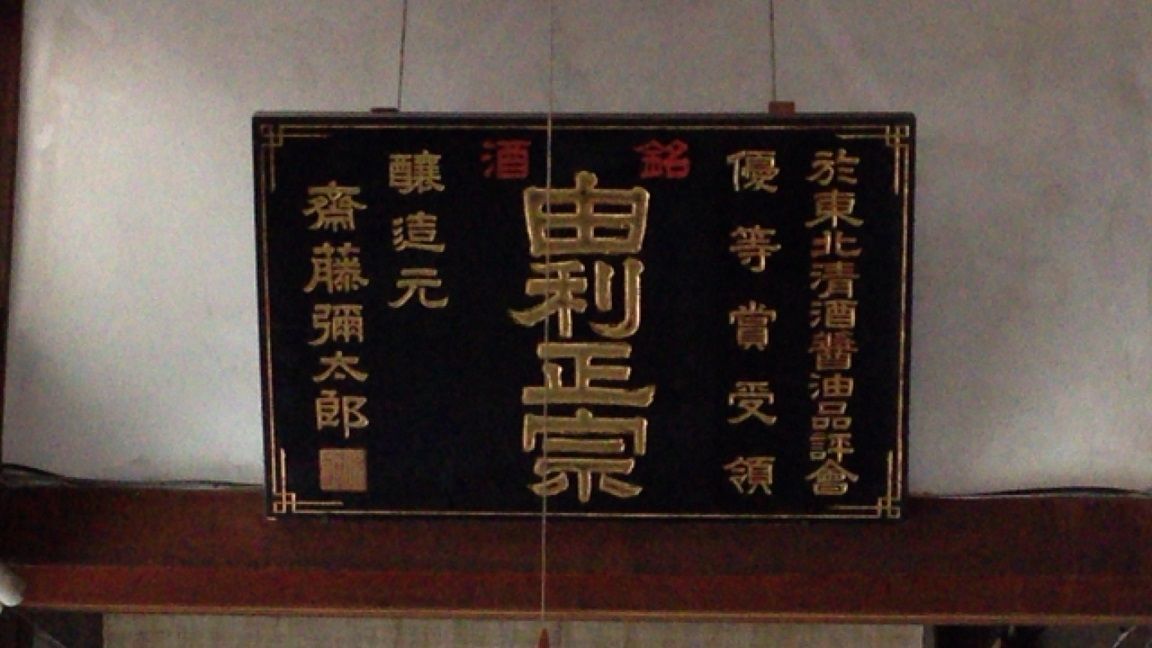 於東北清酒醬油品評會
優等賞受領
銘酒
由利正宗
釀造元
齋藤彌太郎